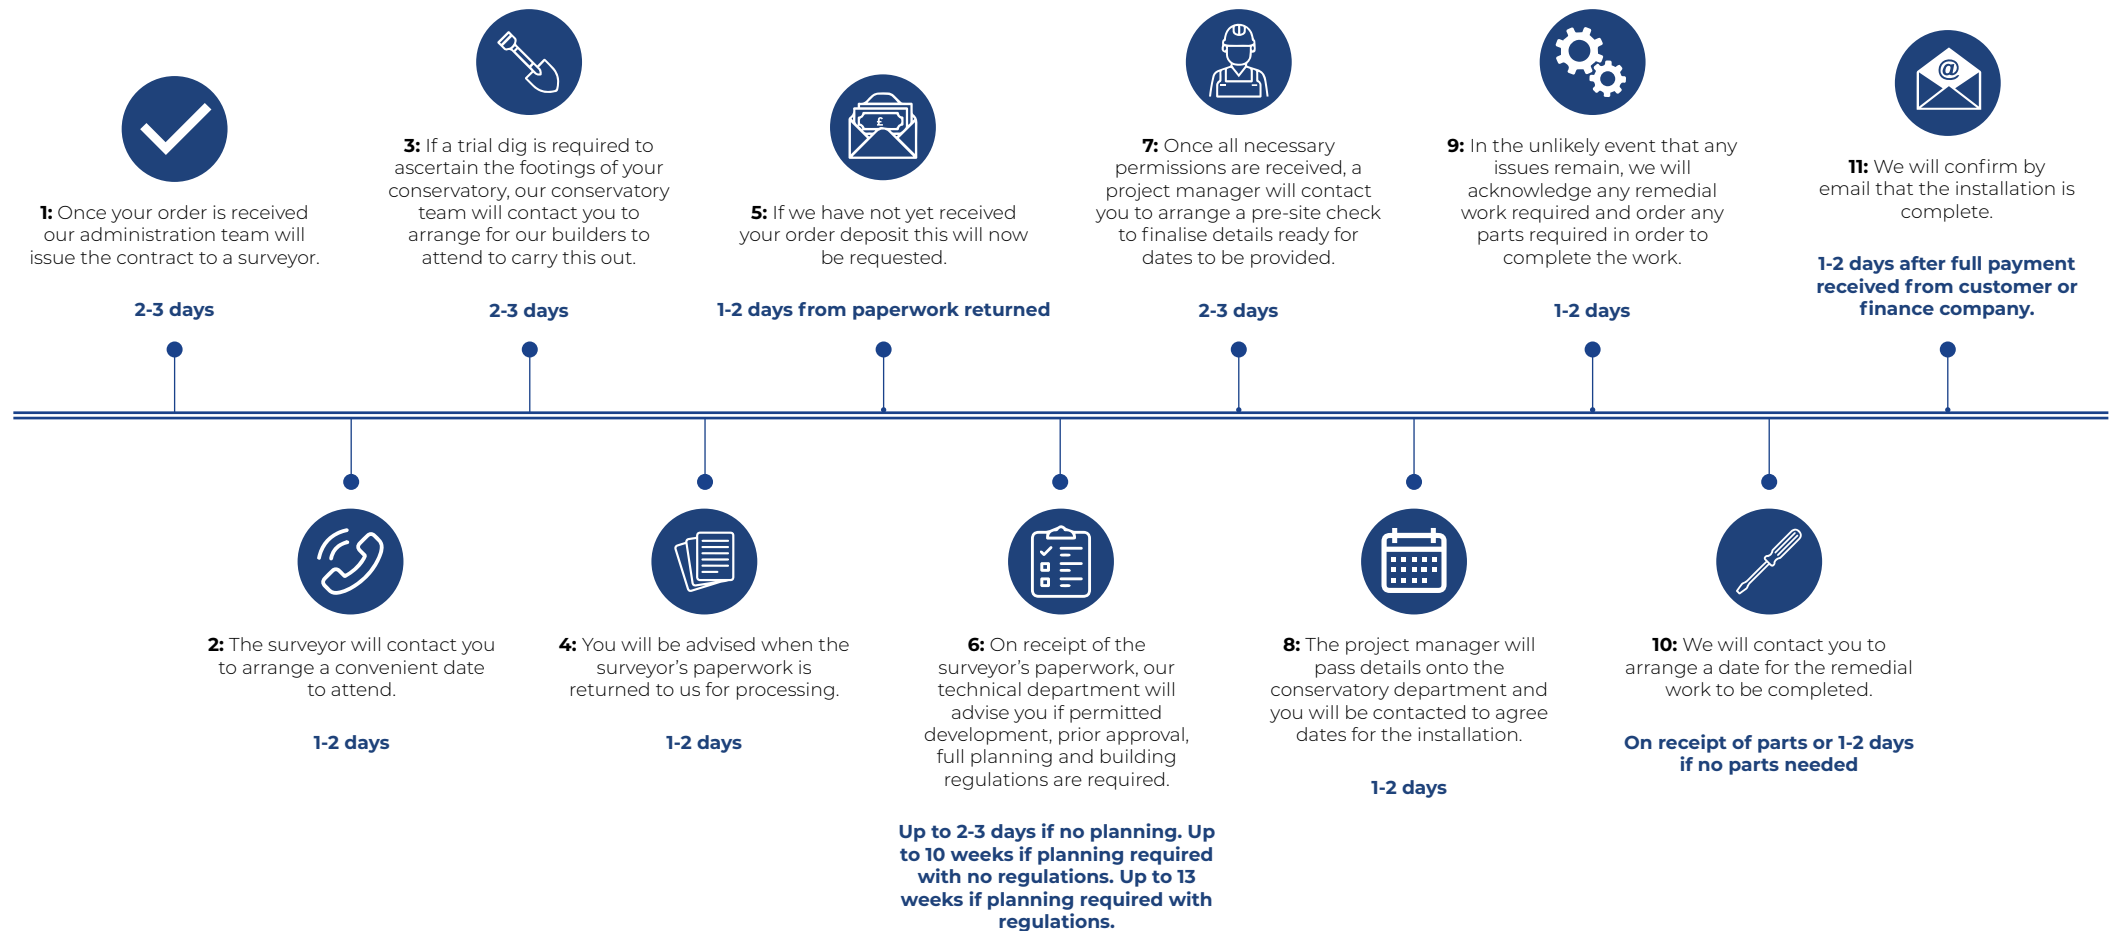 1: Once your order is received
our administration team will
issue the contract to a surveyor.
2-3 days
2: The surveyor will contact you
to arrange a convenient date
to attend.
1-2 days
3: If a trial dig is required to
ascertain the footings of your
conservatory, our conservatory
team will contact you to
arrange for our builders to
attend to carry this out.
2-3 days
4: You will be advised when the
surveyor’s paperwork is
returned to us for processing.
1-2 days
£
5: If we have not yet received
your order deposit this will now
be requested.
1-2 days from paperwork returned
6: On receipt of the
surveyor’s paperwork, our
technical department will
advise you if permitted
development, prior approval,
full planning and building
regulations are required.
Up to 2-3 days if no planning. Up
to 10 weeks if planning required
with no regulations. Up to 13
weeks if planning required with
regulations.
7: Once all necessary
permissions are received, a
project manager will contact
you to arrange a pre-site check
to finalise details ready for
dates to be provided.
2-3 days
8: The project manager will
pass details onto the
conservatory department and
you will be contacted to agree
dates for the installation.
1-2 days
9: In the unlikely event that any
issues remain, we will
acknowledge any remedial
work required and order any
parts required in order to
complete the work.
1-2 days
10: We will contact you to
arrange a date for the remedial
work to be completed.
On receipt of parts or 1-2 days
if no parts needed
@
11: We will confirm by
email that the installation is
complete.
1-2 days after full payment
received from customer or
finance company.